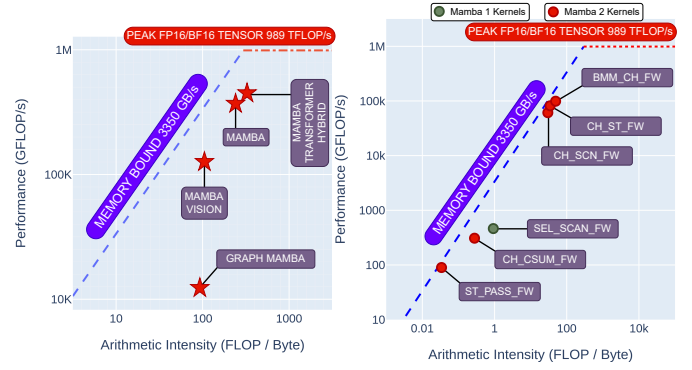 Mamba 1 Kernels
Mamba 2 Kernels
PEAK FP16/BF16 TENSOR 989 TFLOP/s
1M
100K
10K
Performance (GFLOP/s)
MEMORY BOUND 3350 GB/s
MAMBA
TRANSFORMER
HYBRID
MAMBA
MAMBA
VISION
GRAPH MAMBA
10
100
1000
Arithmetic Intensity (FLOP / Byte)
PEAK FP16/BF16 TENSOR 989 TFLOP/s
1M
100k
10k
1000
100
10
Performance (GFLOP/s)
MEMORY BOUND 3350 GB/s
BMM_CH_FW
CH_ST_FW
CH_SCN_FW
SEL_SCAN_FW
CH_CSUM_FW
ST_PASS_FW
0.01
1
100
10k
Arithmetic Intensity (FLOP / Byte)